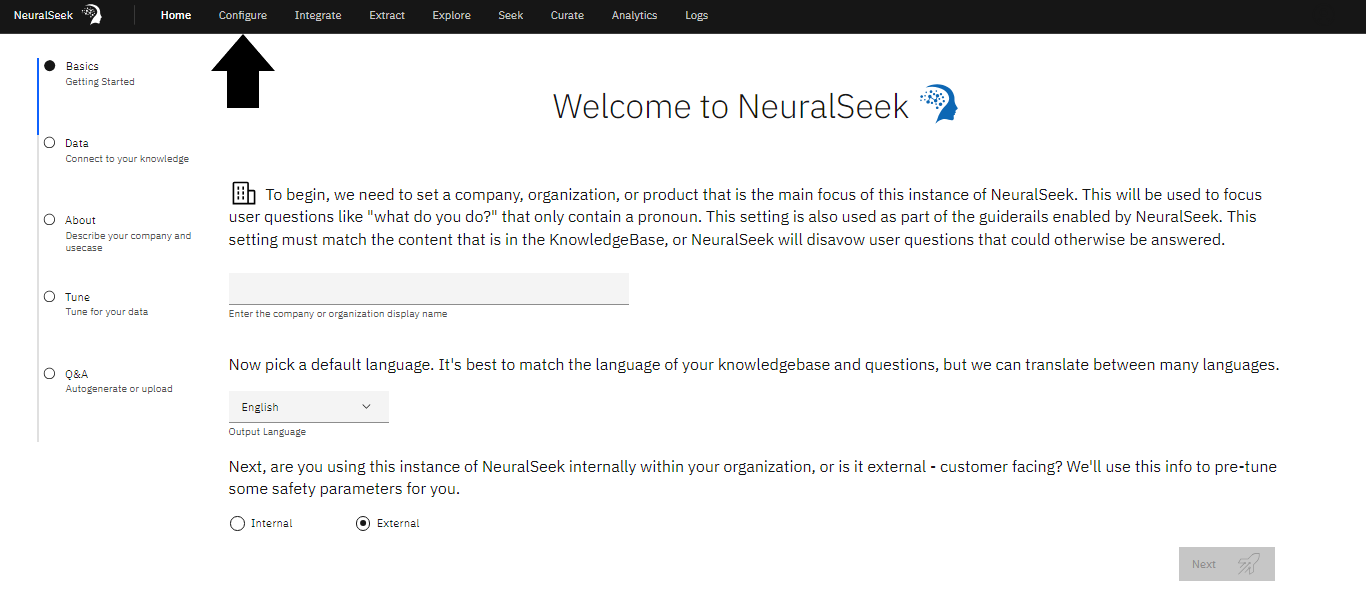 NeuralSeek Home Configure Integrate Extract Explore Seek Curate Analytics Logs
Basics
Getting Started
Data
Connect to your knowledge
About
Describe your company and
usecase
Tune
Tune for your data
Q&A
Autogenerate or upload
Welcome to NeuralSeek
To begin, we need to set a company, organization, or product that is the main focus of this instance of NeuralSeek. This will be used to focus
user questions like "what do you do?" that only contain a pronoun. This setting is also used as part of the guiderails enabled by NeuralSeek. This
setting must match the content that is in the KnowledgeBase, or NeuralSeek will disavow user questions that could otherwise be answered.
Enter the company or organization display name
Now pick a default language. It's best to match the language of your knowledgebase and questions, but we can translate between many languages.
English
Output Language
Next, are you using this instance of NeuralSeek internally within your organization, or is it external - customer facing? We'll use this info to pre-tune
some safety parameters for you.
Internal External
Next